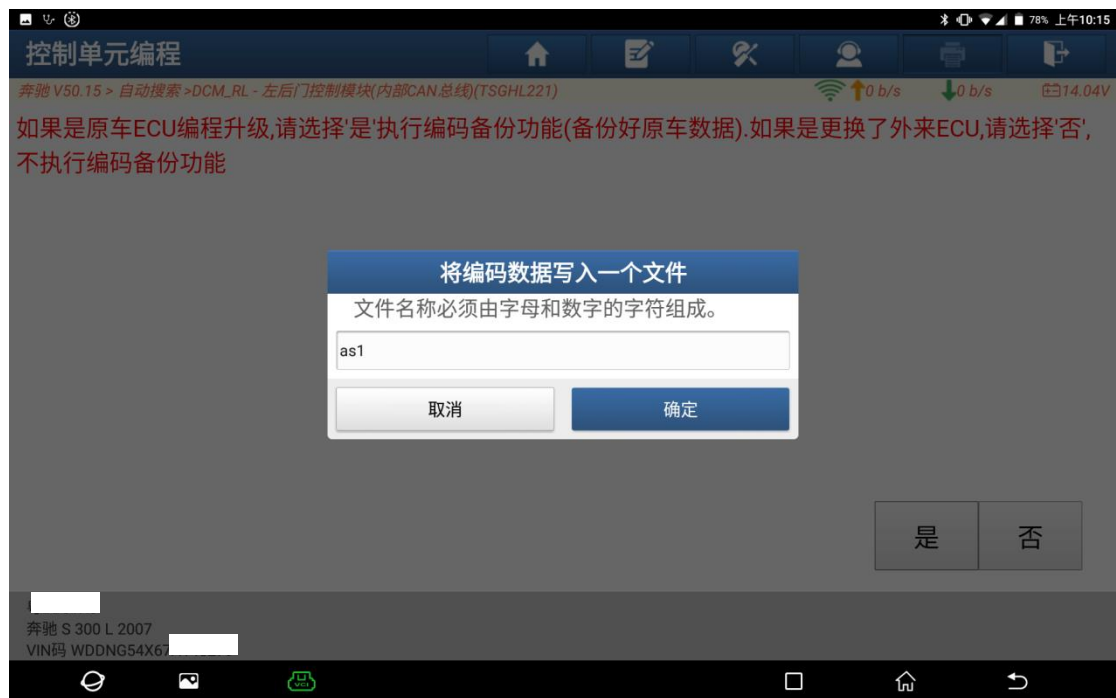 78% 上午10:15
控制单元编程
奔驰 V50.15 > 自动搜索 >DCM_RL - 左后门控制模块(内部CAN总线)(TSGHL221)
0 b/s
0 b/s
14.04V
如果是原车ECU编程升级,请选择'是'执行编码备份功能(备份好原车数据).如果是更换了外来ECU,请选择'否',
不执行编码备份功能
将编码数据写入一个文件
文件名称必须由字母和数字的字符组成。
as1
取消
确定
是
否
奔驰 S 300 L 2007
VIN码 WDDNG54X67
VCI